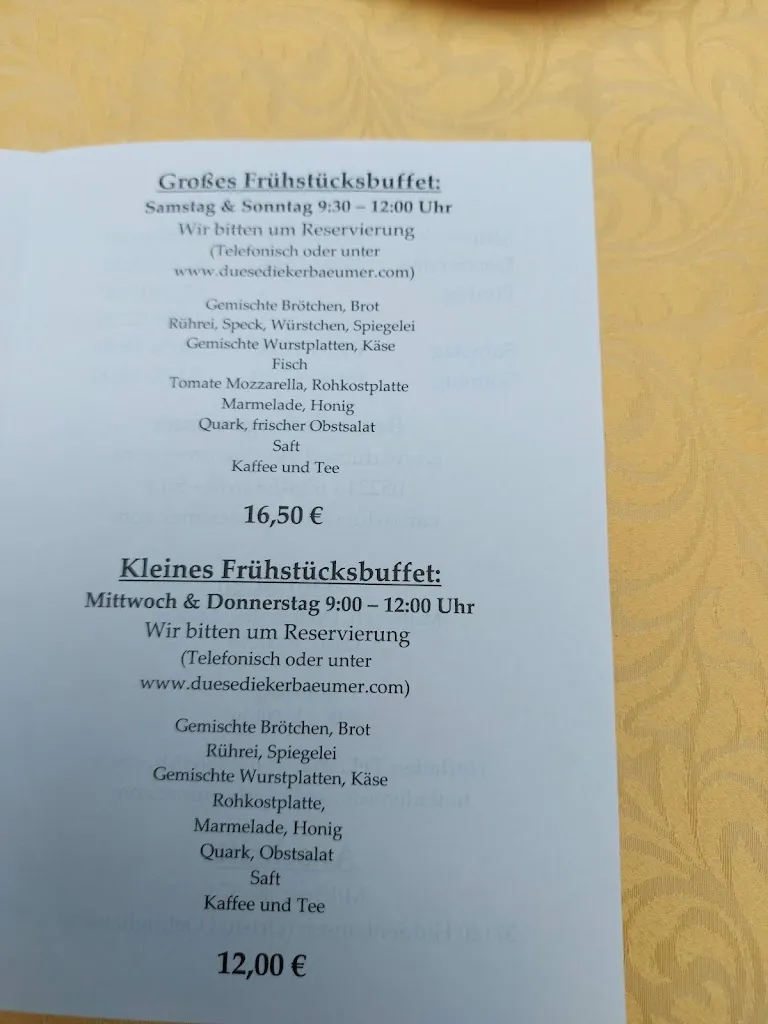 Großes Frühstücksbuffet:
Samstag & Sonntag 9:30 – 12:00 Uhr
Wir bitten um Reservierung
(Telefonisch oder unter
www.duesediekerbaeumer.com)
Gemischte Brötchen, Brot
Rührei, Speck, Würstchen, Spiegelei
Gemischte Wurstplatten, Käse
Fisch
Tomate Mozzarella, Rohkostplatte
Marmelade, Honig
Quark, frischer Obstsalat
Saft
Kaffee und Tee
16,50 €
Kleines Frühstücksbuffet:
Mittwoch & Donnerstag 9:00 – 12:00 Uhr
Wir bitten um Reservierung
(Telefonisch oder unter
www.duesediekerbaeumer.com)
Gemischte Brötchen, Brot
Rührei, Spiegelei
Gemischte Wurstplatten, Käse
Rohkostplatte,
Marmelade, Honig
Quark, Obstsalat
Saft
Kaffee und Tee
12,00 €